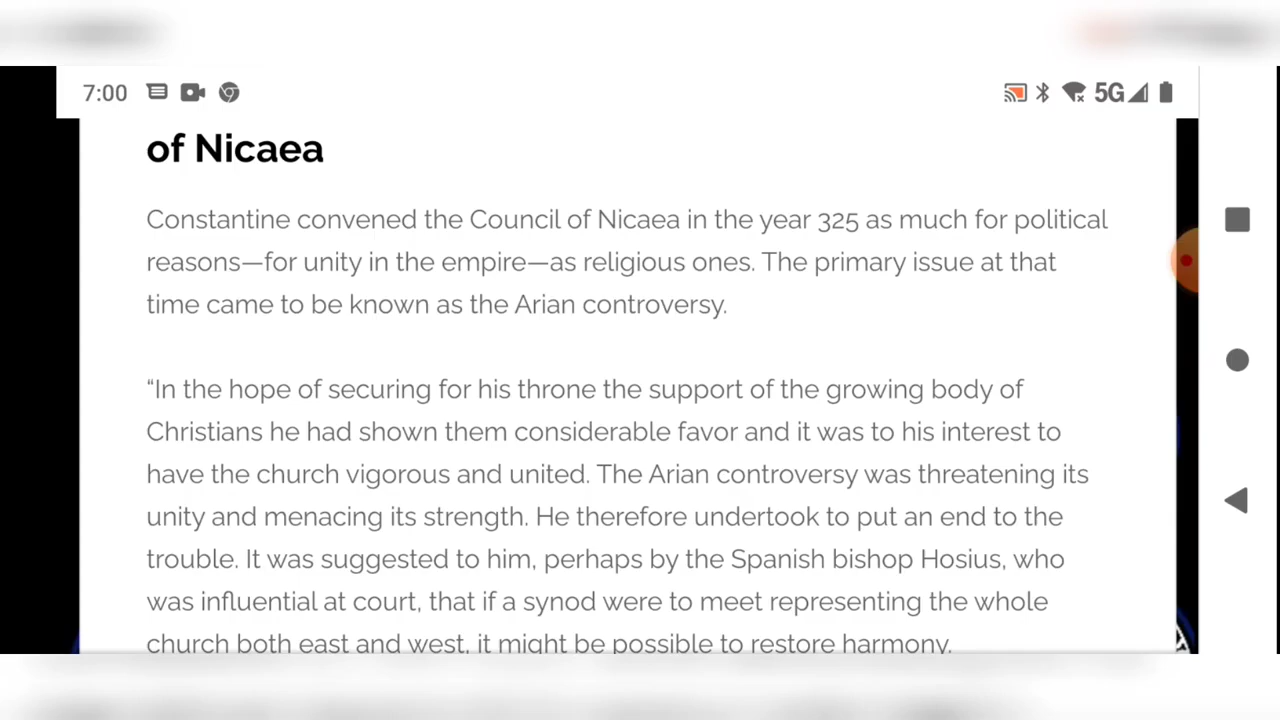 7:00
5G
of Nicaea
Constantine convened the Council of Nicaea in the year 325 as much for political
reasons—for unity in the empire—as religious ones. The primary issue at that
time came to be known as the Arian controversy.
“In the hope of securing for his throne the support of the growing body of
Christians he had shown them considerable favor and it was to his interest to
have the church vigorous and united. The Arian controversy was threatening its
unity and menacing its strength. He therefore undertook to put an end to the
trouble. It was suggested to him, perhaps by the Spanish bishop Hosius, who
was influential at court, that if a synod were to meet representing the whole
church both east and west, it might be possible to restore harmony.